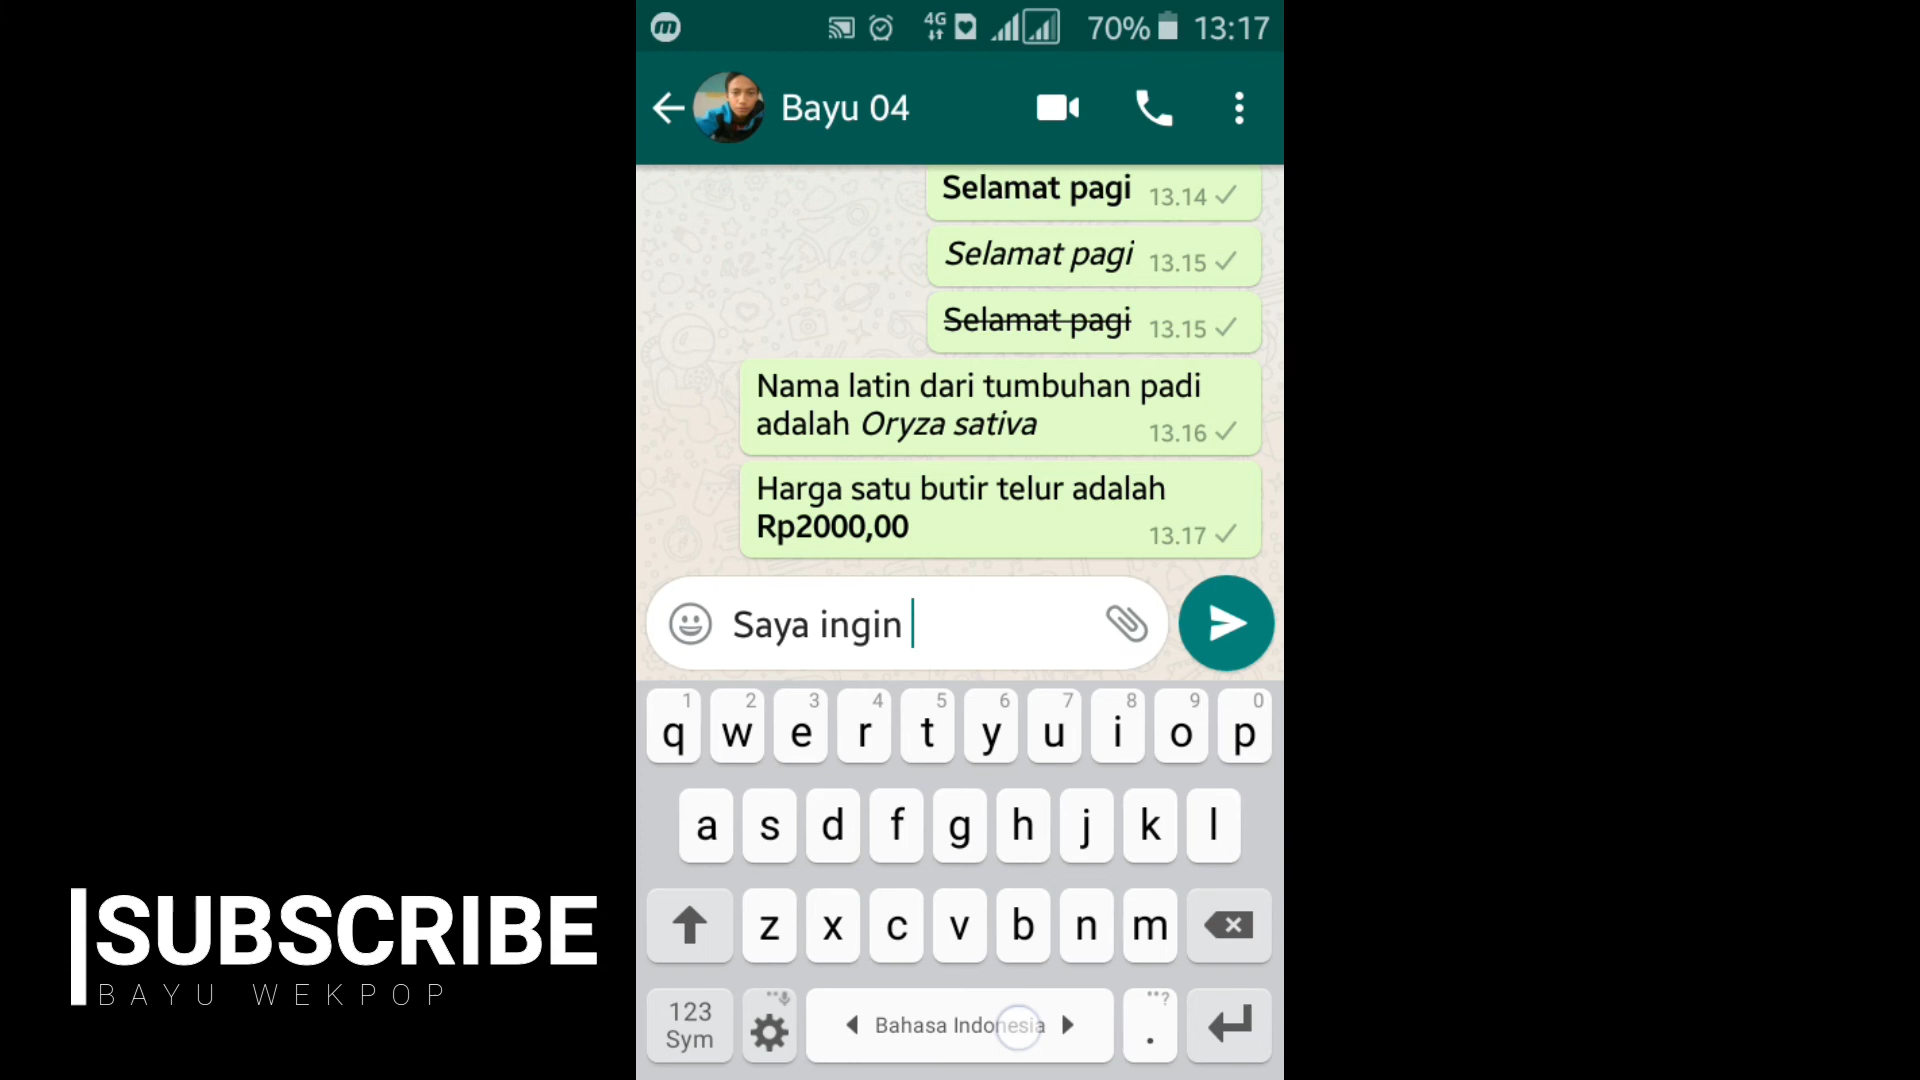 4G 70% 13:17
Bayu 04
Selamat pagi 13.14
Selamat pagi 13.15
Selamat pagi 13.15
Nama latin dari tumbuhan padi
adalah Oryza sativa 13.16
Harga satu butir telur adalah
Rp2000,00 13.17
Saya ingin
1 2 3 4 5 6 7 8 9 0
q w e r t y u i o p
a s d f g h j k l
z x c v b n m
123
Sym
Bahasa Indonesia
. ?
SUBSCRIBE
BAYU WEKPOP